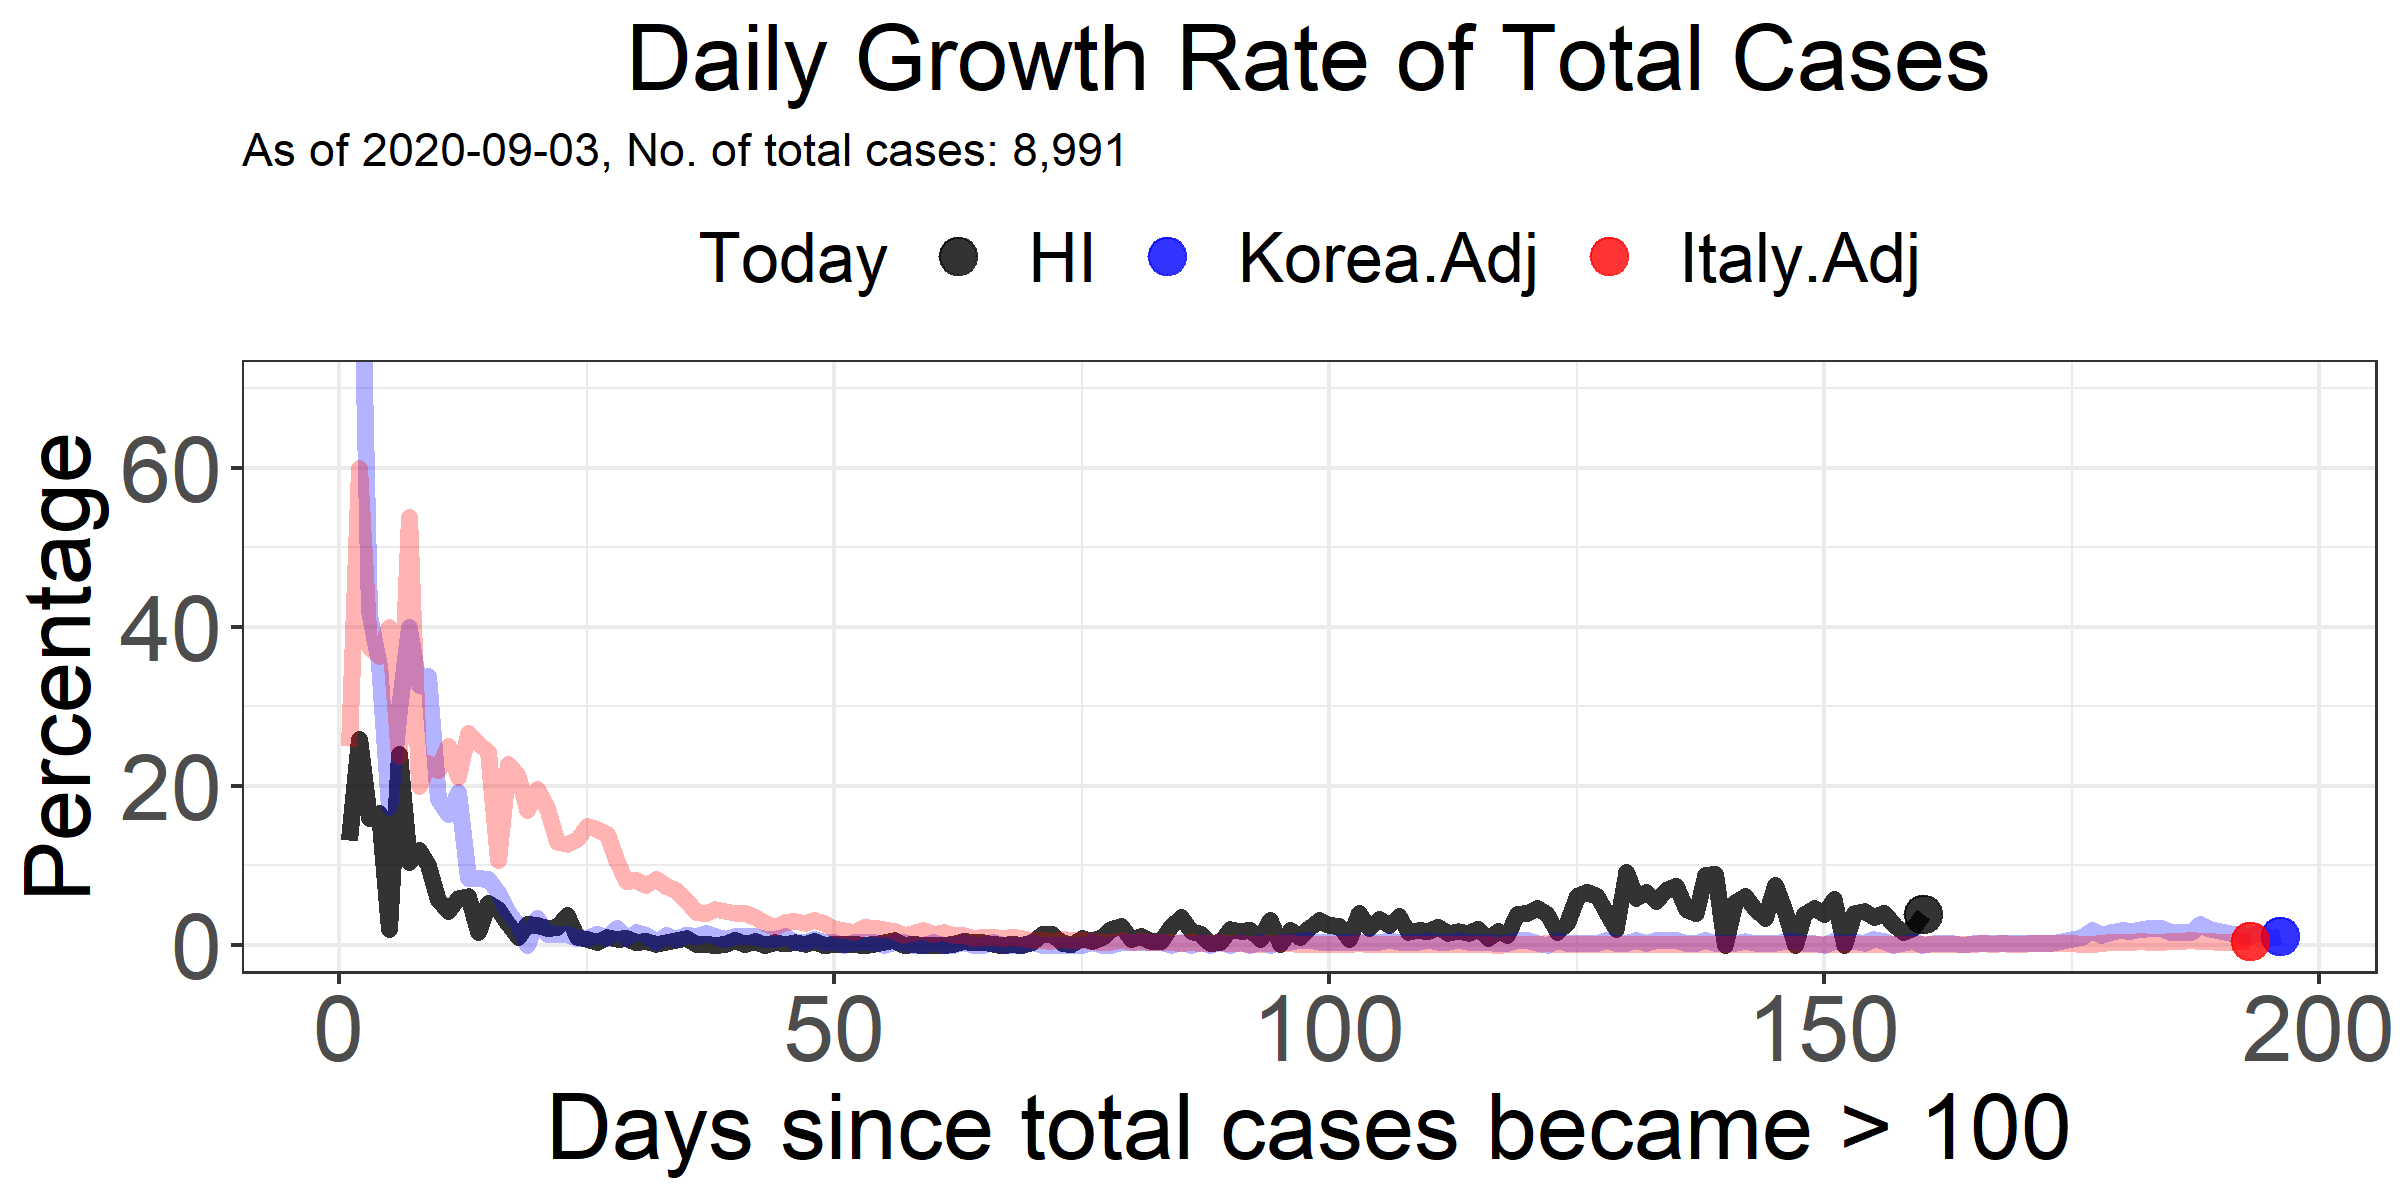 Daily Growth Rate of Total Cases
As of 2020-09-03, No. of total cases: 8,991
Today HI Korea.Adj Italy.Adj
Percentage
60
40
20
0
0 50 100 150 200
Days since total cases became > 100